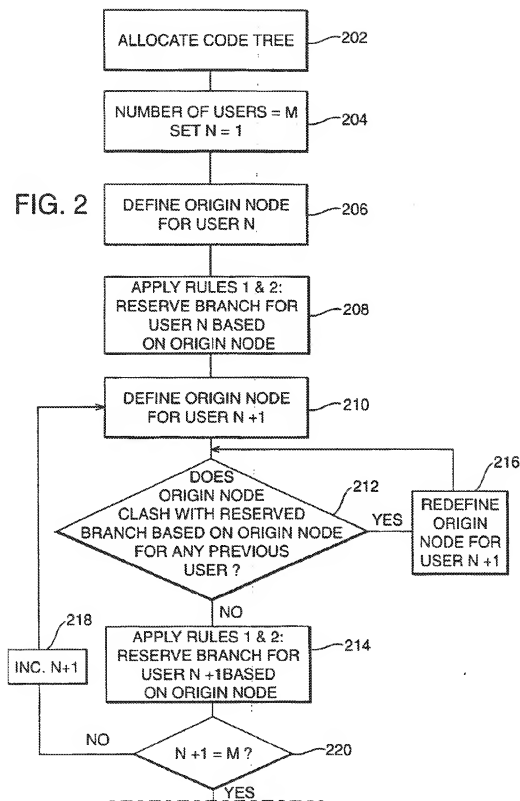 ALLOCATE CODE TREE
202
NUMBER OF USERS = M
SET N = 1
204
FIG. 2
DEFINE ORIGIN NODE
FOR USER N
206
APPLY RULES 1 & 2:
RESERVE BRANCH FOR
USER N BASED
ON ORIGIN NODE
208
DEFINE ORIGIN NODE
FOR USER N +1
210
DOES
ORIGIN NODE
CLASH WITH RESERVED
BRANCH BASED ON ORIGIN NODE
FOR ANY PREVIOUS
USER ?
212
YES
216
REDEFINE
ORIGIN
NODE FOR
USER N +1
NO
218
INC. N+1
APPLY RULES 1 & 2:
RESERVE BRANCH FOR
USER N +1BASED
ON ORIGIN NODE
214
NO
N +1 = M ?
220
YES